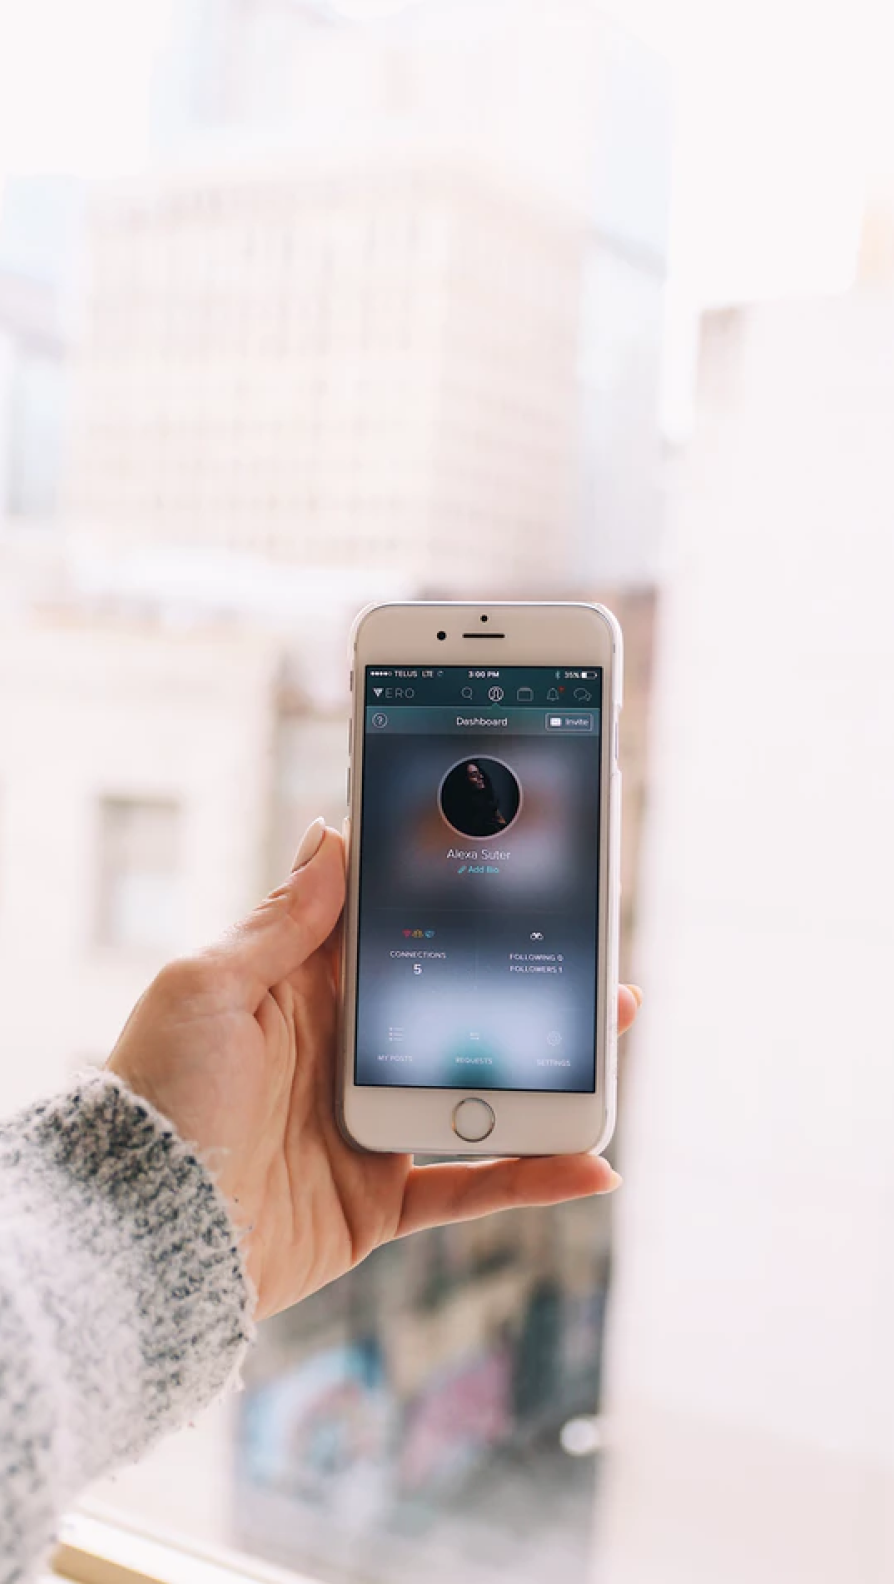 TELUS LTE 3:00 PM 35%
VERO
? Dashboard Invite
Alexa Suter
Add Bio
CONNECTIONS
5
FOLLOWING 0
FOLLOWERS 1
MY POSTS REQUESTS SETTINGS